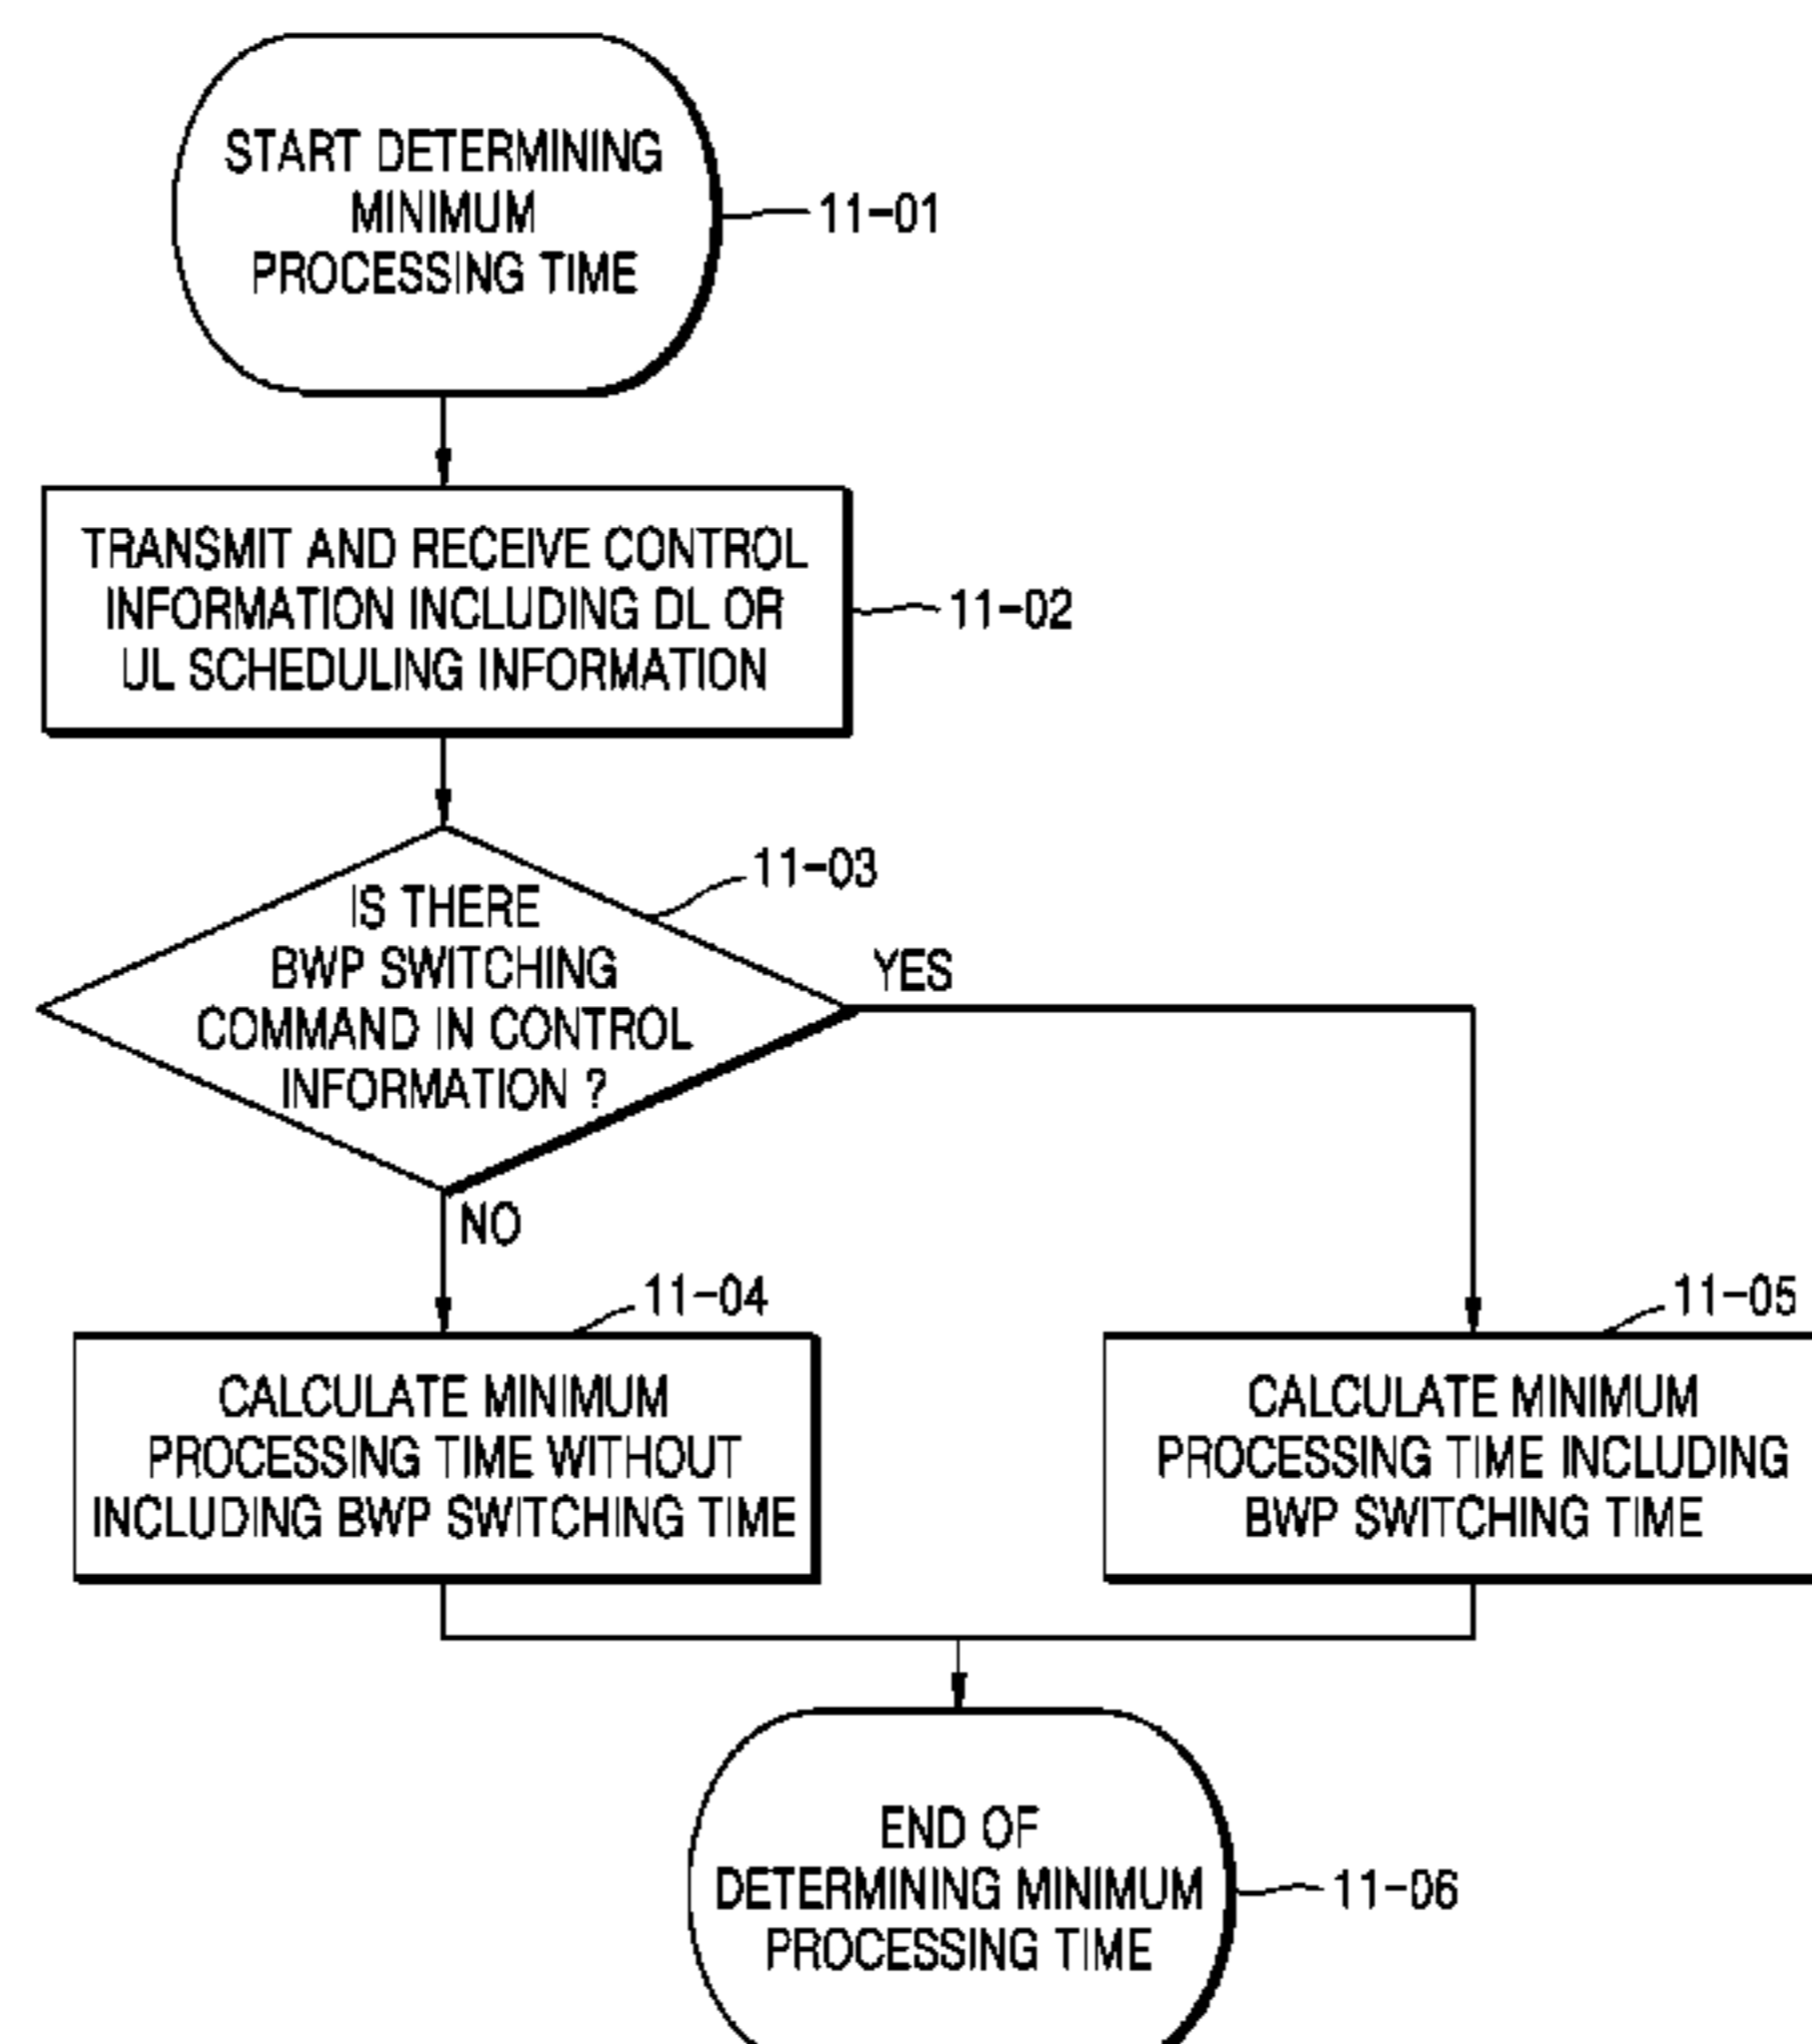 START DETERMINING
MINIMUM
PROCESSING TIME
11-01
TRANSMIT AND RECEIVE CONTROL
INFORMATION INCLUDING DL OR
UL SCHEDULING INFORMATION
11-02
11-03
IS THERE
BWP SWITCHING
COMMAND IN CONTROL
INFORMATION ?
YES
NO
11-04
CALCULATE MINIMUM
PROCESSING TIME WITHOUT
INCLUDING BWP SWITCHING TIME
11-05
CALCULATE MINIMUM
PROCESSING TIME INCLUDING
BWP SWITCHING TIME
END OF
DETERMINING MINIMUM
PROCESSING TIME
11-06